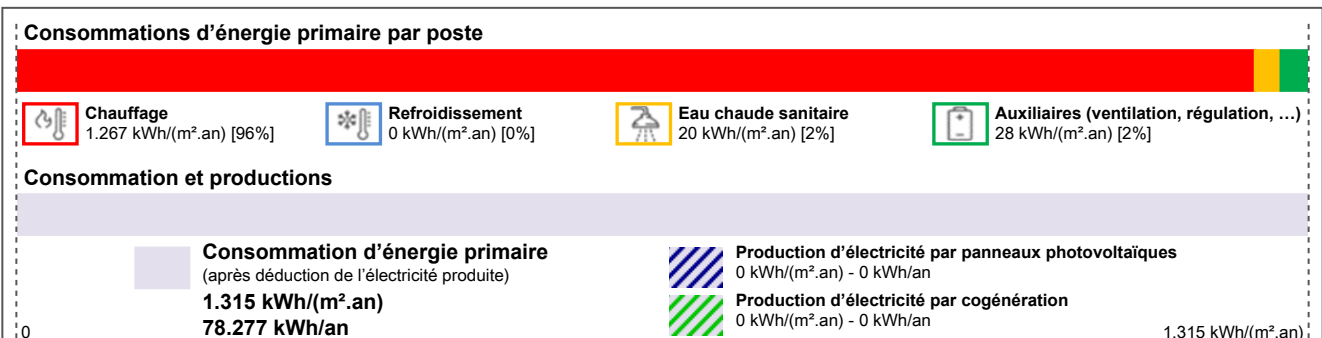 Consommations d’énergie primaire par poste
Chauffage
1.267 kWh/(m².an) [96%]
Refroidissement
0 kWh/(m².an) [0%]
Eau chaude sanitaire
20 kWh/(m².an) [2%]
Auxiliaires (ventilation, régulation, …)
28 kWh/(m².an) [2%]
Consommation et productions
Consommation d’énergie primaire
(après déduction de l’électricité produite)
1.315 kWh/(m².an)
78.277 kWh/an
Production d’électricité par panneaux photovoltaïques
0 kWh/(m².an) - 0 kWh/an
Production d’électricité par cogénération
0 kWh/(m².an) - 0 kWh/an
0
1.315 kWh/(m².an)